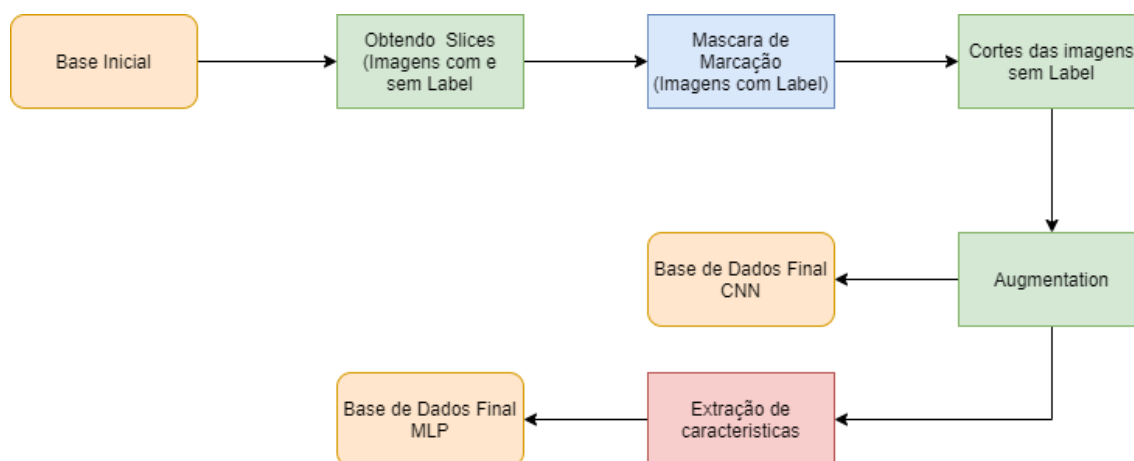 Base Inicial
Obtendo Slices
(Imagens com e
sem Label
Mascara de
Marcação
(Imagens com Label)
Cortes das imagens
sem Label
Base de Dados Final
CNN
Augmentation
Base de Dados Final
MLP
Extração de
caracteristicas